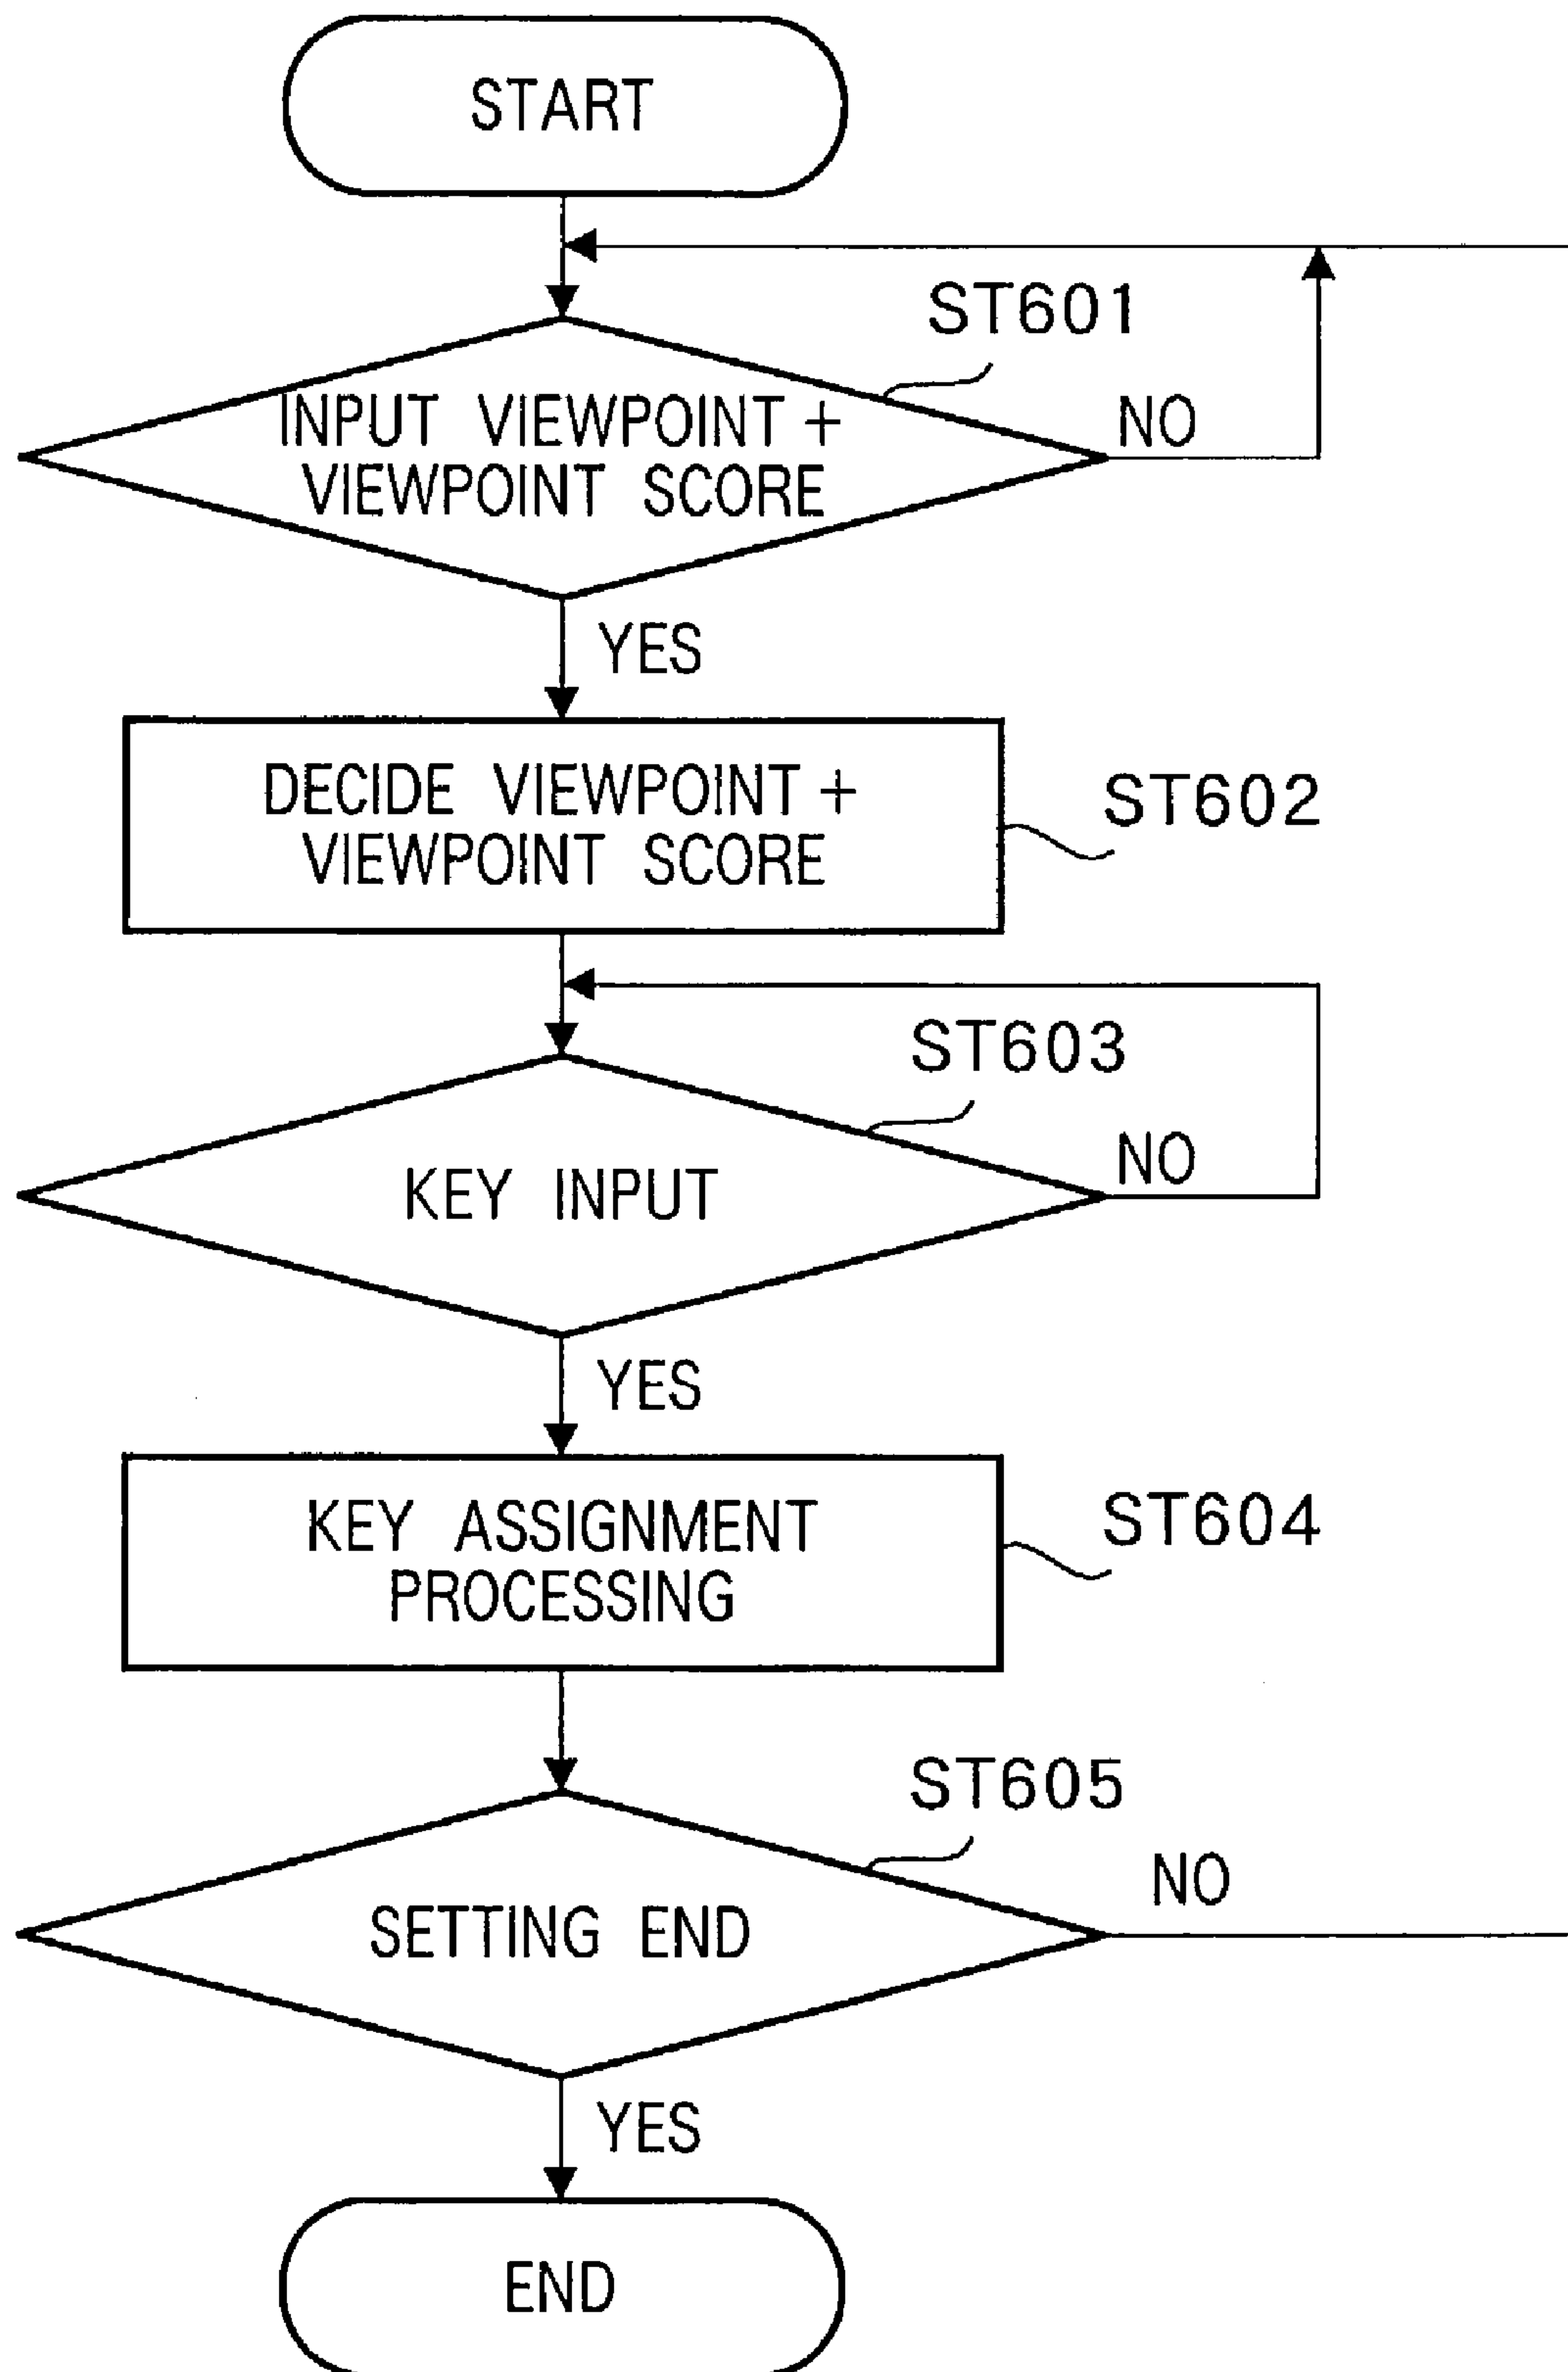 START
ST601
INPUT VIEWPOINT +
VIEWPOINT SCORE
NO
YES
DECIDE VIEWPOINT +
VIEWPOINT SCORE
ST602
ST603
KEY INPUT
NO
YES
KEY ASSIGNMENT
PROCESSING
ST604
ST605
SETTING END
NO
YES
END